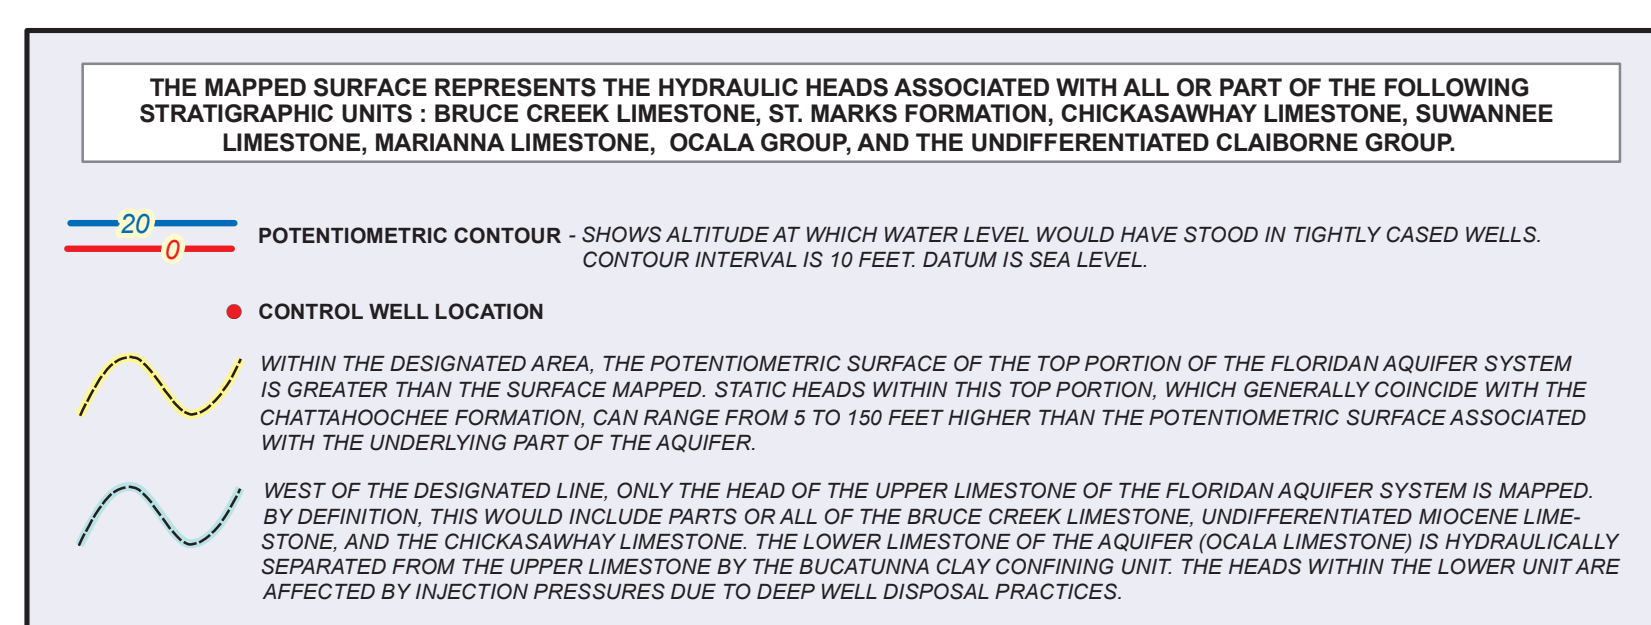 THE MAPPED SURFACE REPRESENTS THE HYDRAULIC HEADS ASSOCIATED WITH ALL OR PART OF THE FOLLOWING
STRATIGRAPHIC UNITS : BRUCE CREEK LIMESTONE, ST. MARKS FORMATION, CHICKASAWHAY LIMESTONE, SUWANNEE
LIMESTONE, MARIANNA LIMESTONE, OCALA GROUP, AND THE UNDIFFERENTIATED CLAIBORNE GROUP.
20
0
POTENTIOMETRIC CONTOUR - SHOWS ALTITUDE AT WHICH WATER LEVEL WOULD HAVE STOOD IN TIGHTLY CASED WELLS.
CONTOUR INTERVAL IS 10 FEET. DATUM IS SEA LEVEL.
CONTROL WELL LOCATION
WITHIN THE DESIGNATED AREA, THE POTENTIOMETRIC SURFACE OF THE TOP PORTION OF THE FLORIDAN AQUIFER SYSTEM
IS GREATER THAN THE SURFACE MAPPED. STATIC HEADS WITHIN THIS TOP PORTION, WHICH GENERALLY COINCIDE WITH THE
CHATTAHOOCHEE FORMATION, CAN RANGE FROM 5 TO 150 FEET HIGHER THAN THE POTENTIOMETRIC SURFACE ASSOCIATED
WITH THE UNDERLYING PART OF THE AQUIFER.
WEST OF THE DESIGNATED LINE, ONLY THE HEAD OF THE UPPER LIMESTONE OF THE FLORIDAN AQUIFER SYSTEM IS MAPPED.
BY DEFINITION, THIS WOULD INCLUDE PARTS OR ALL OF THE BRUCE CREEK LIMESTONE, UNDIFFERENTIATED MIOCENE LIME-
STONE, AND THE CHICKASAWHAY LIMESTONE. THE LOWER LIMESTONE OF THE AQUIFER (OCALA LIMESTONE) IS HYDRAULICALLY
SEPARATED FROM THE UPPER LIMESTONE BY THE BUCATUNNA CLAY CONFINING UNIT. THE HEADS WITHIN THE LOWER UNIT ARE
AFFECTED BY INJECTION PRESSURES DUE TO DEEP WELL DISPOSAL PRACTICES.